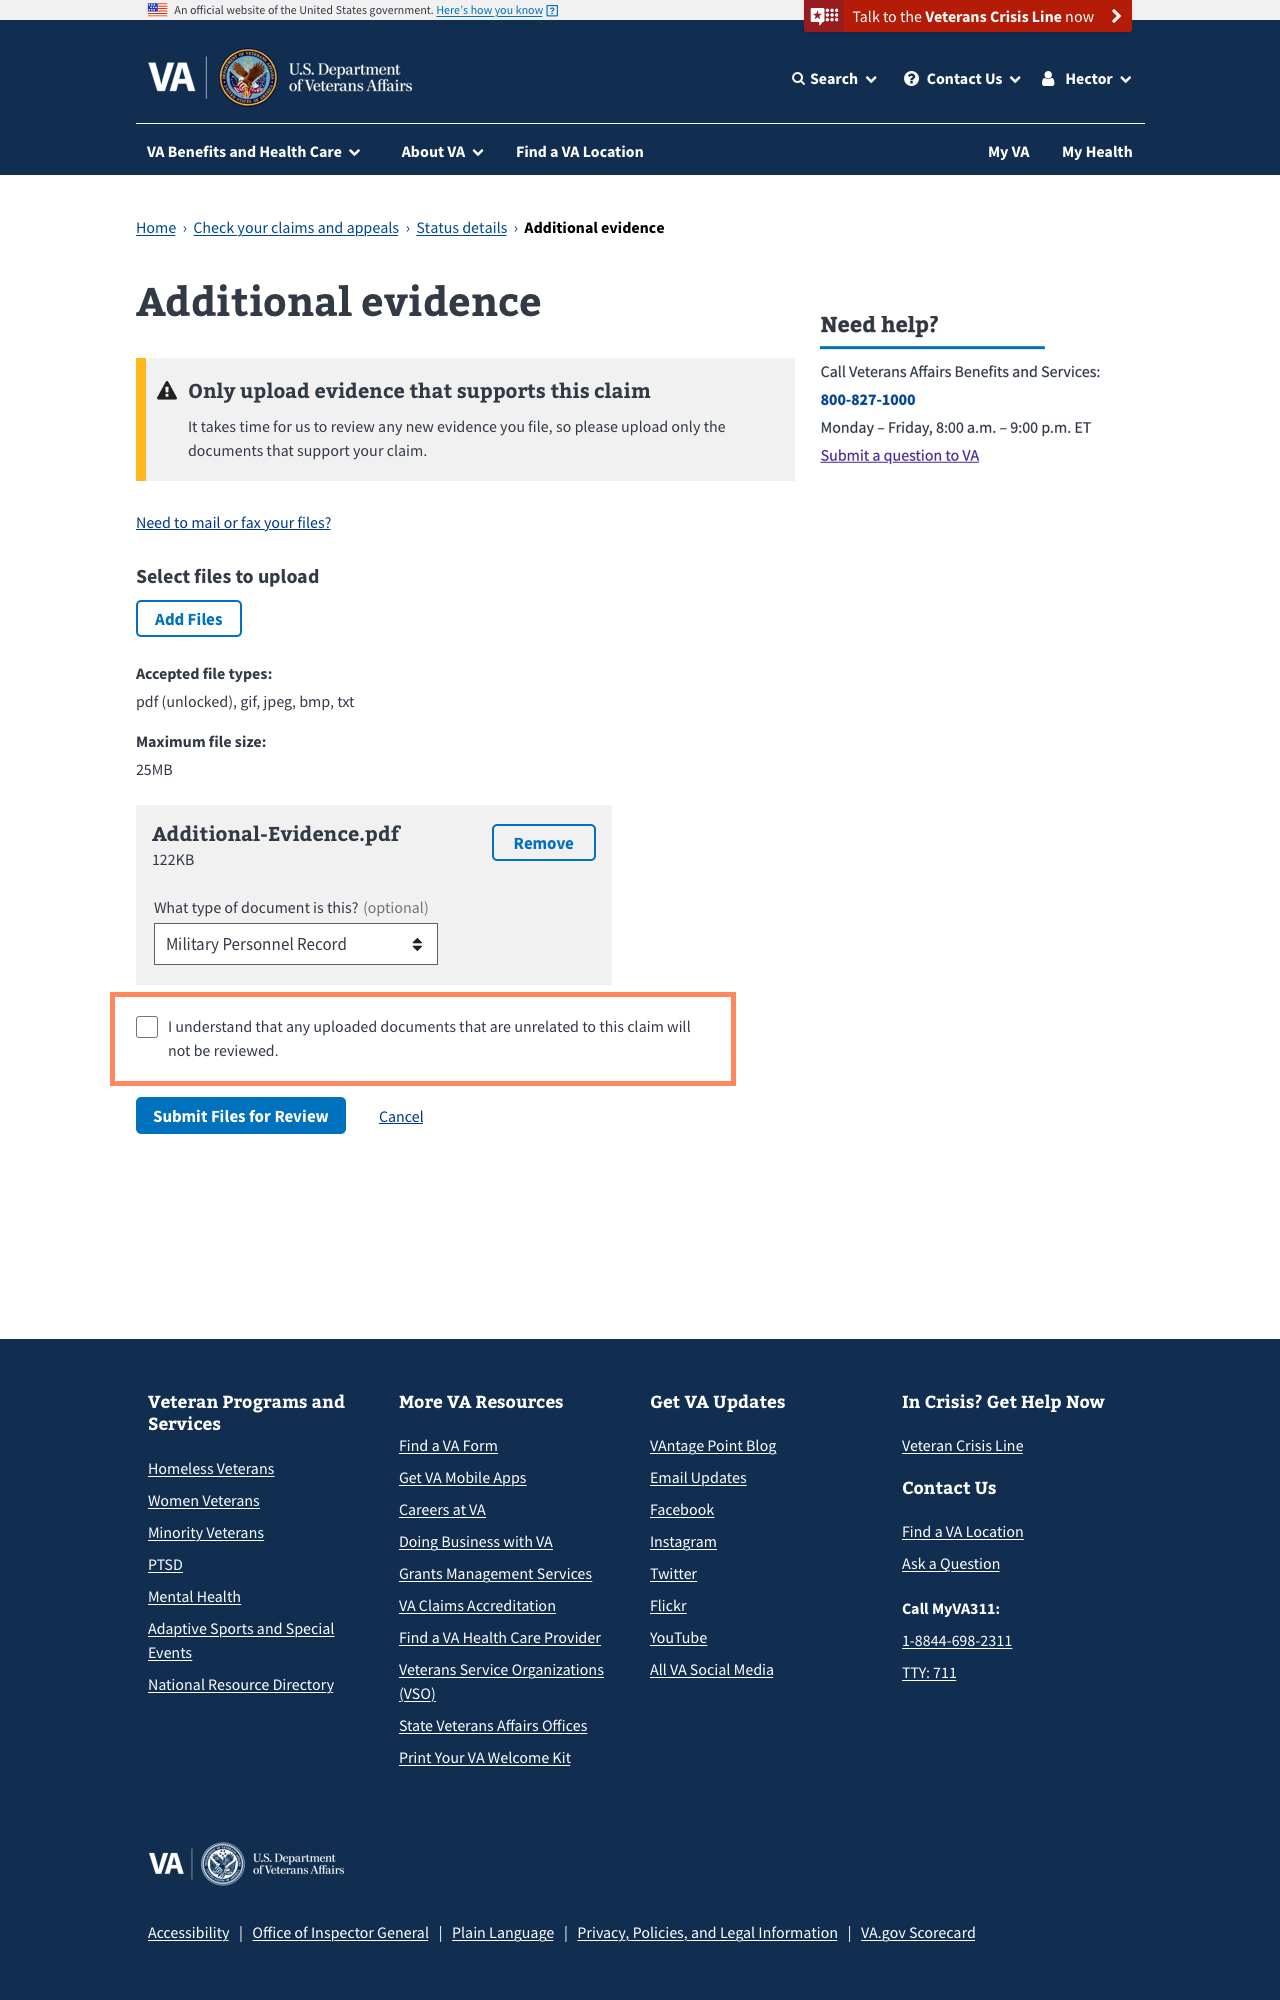 An official website of the United States government. Here's how you know
Talk to the Veterans Crisis Line now
VA
U.S. Department
of Veterans Affairs
Search
Contact Us
Hector
VA Benefits and Health Care
About VA
Find a VA Location
My VA
My Health
Home › Check your claims and appeals › Status details › Additional evidence
Additional evidence
Only upload evidence that supports this claim
It takes time for us to review any new evidence you file, so please upload only the
documents that support your claim.
Need help?
Call Veterans Affairs Benefits and Services:
800-827-1000
Monday – Friday, 8:00 a.m. – 9:00 p.m. ET
Submit a question to VA
Need to mail or fax your files?
Select files to upload
Add Files
Accepted file types:
pdf (unlocked), gif, jpeg, bmp, txt
Maximum file size:
25MB
Additional-Evidence.pdf
122KB
Remove
What type of document is this? (optional)
Military Personnel Record
I understand that any uploaded documents that are unrelated to this claim will
not be reviewed.
Submit Files for Review
Cancel
Veteran Programs and
Services
Homeless Veterans
Women Veterans
Minority Veterans
PTSD
Mental Health
Adaptive Sports and Special
Events
National Resource Directory
More VA Resources
Find a VA Form
Get VA Mobile Apps
Careers at VA
Doing Business with VA
Grants Management Services
VA Claims Accreditation
Find a VA Health Care Provider
Veterans Service Organizations
(VSO)
State Veterans Affairs Offices
Print Your VA Welcome Kit
Get VA Updates
VAntage Point Blog
Email Updates
Facebook
Instagram
Twitter
Flickr
YouTube
All VA Social Media
In Crisis? Get Help Now
Veteran Crisis Line
Contact Us
Find a VA Location
Ask a Question
Call MyVA311:
1-8844-698-2311
TTY: 711
VA
U.S. Department
of Veterans Affairs
Accessibility | Office of Inspector General | Plain Language | Privacy, Policies, and Legal Information | VA.gov Scorecard